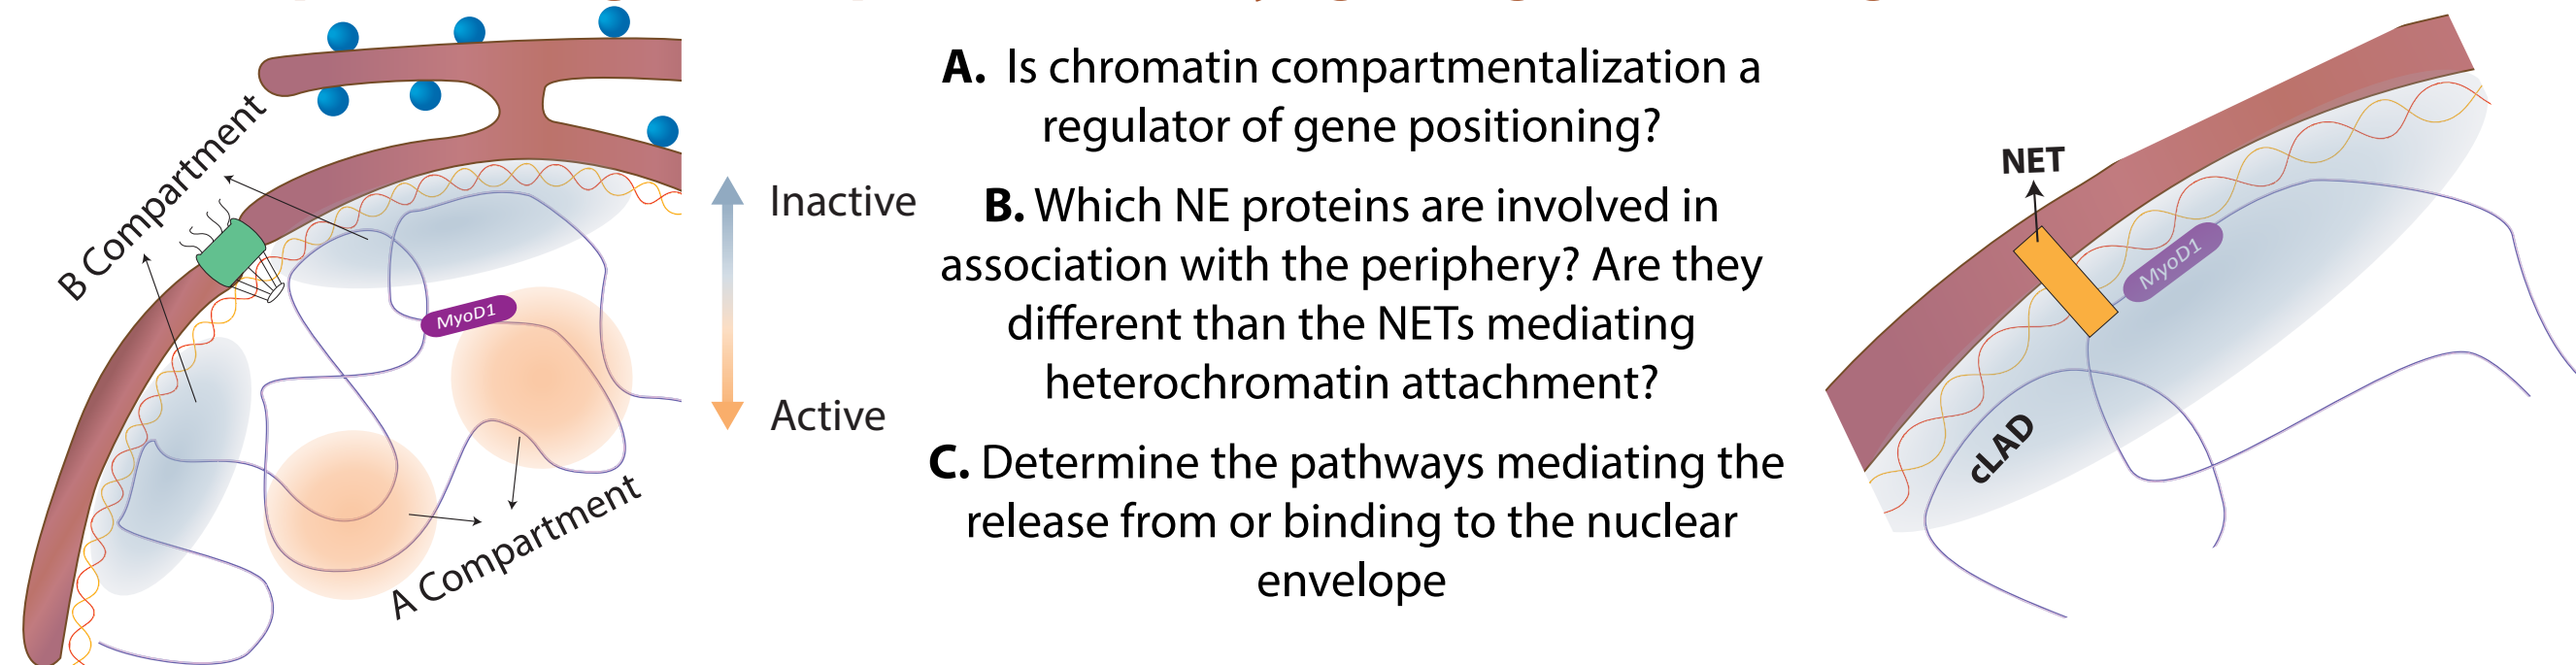 B Compartment
MyoD1
A Compartment
Inactive
Active
A. Is chromatin compartmentalization a
regulator of gene positioning?
B. Which NE proteins are involved in
association with the periphery? Are they
different than the NETs mediating
heterochromatin attachment?
C. Determine the pathways mediating the
release from or binding to the nuclear
envelope
NET
MyoD1
cLAD